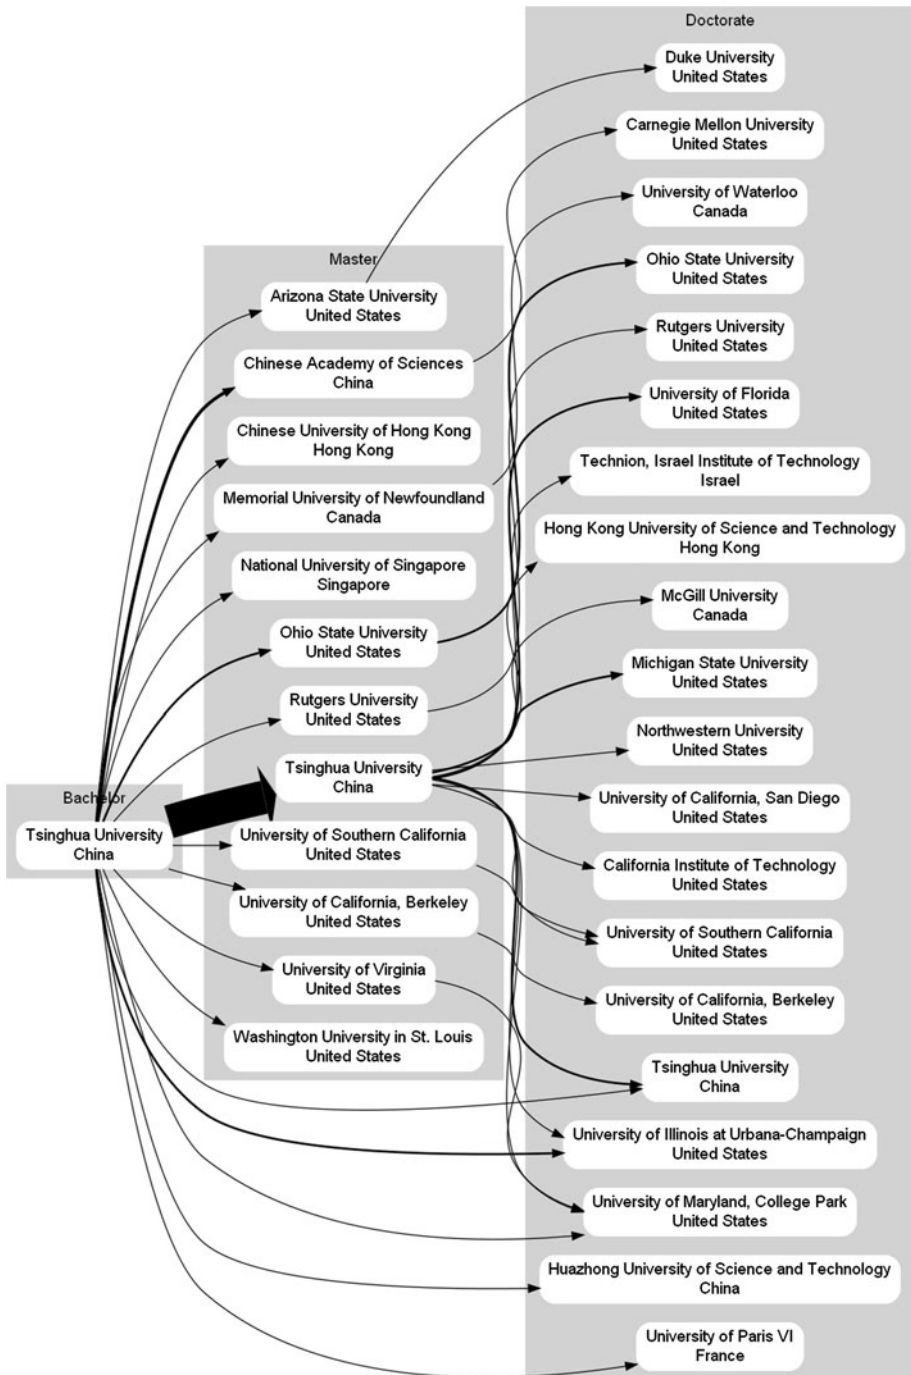 Doctorate
Duke University
United States
Carnegie Mellon University
United States
University of Waterloo
Canada
Ohio State University
United States
Rutgers University
United States
University of Florida
United States
Technion, Israel Institute of Technology
Israel
Hong Kong University of Science and Technology
Hong Kong
McGill University
Canada
Michigan State University
United States
Northwestern University
United States
University of California, San Diego
United States
California Institute of Technology
United States
University of Southern California
United States
University of California, Berkeley
United States
Tsinghua University
China
University of Illinois at Urbana-Champaign
United States
University of Maryland, College Park
United States
Huazhong University of Science and Technology
China
University of Paris VI
France
Master
Arizona State University
United States
Chinese Academy of Sciences
China
Chinese University of Hong Kong
Hong Kong
Memorial University of Newfoundland
Canada
National University of Singapore
Singapore
Ohio State University
United States
Rutgers University
United States
Tsinghua University
China
University of Southern California
United States
University of California, Berkeley
United States
University of Virginia
United States
Washington University in St. Louis
United States
Bachelor
Tsinghua University
China